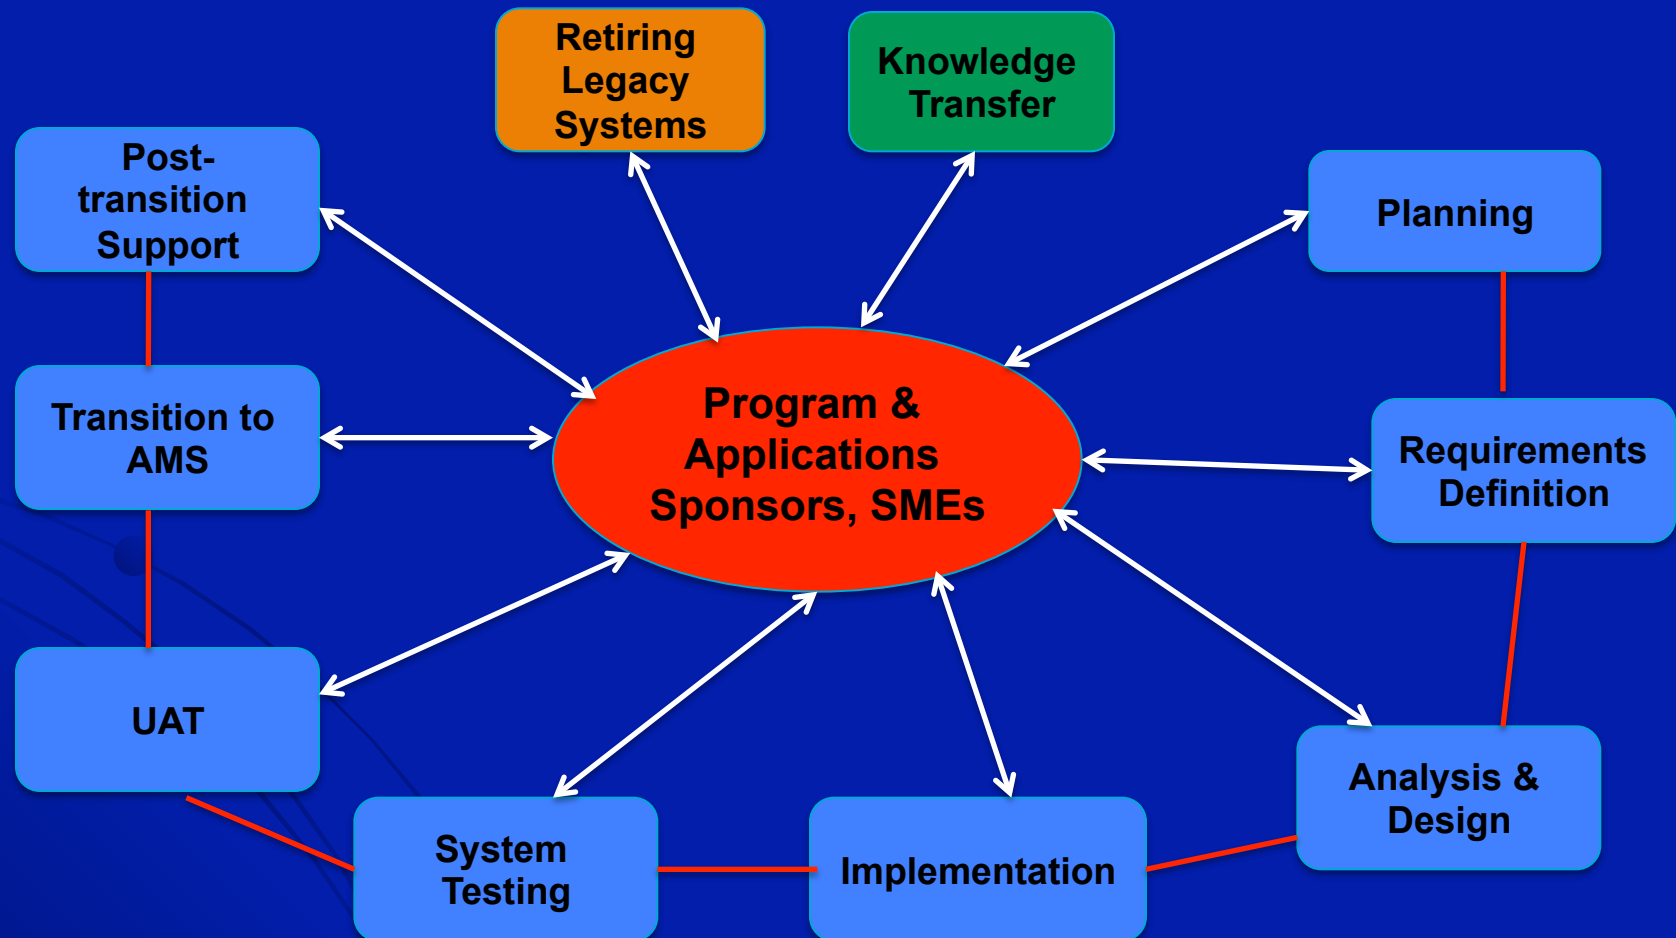 Retiring
Legacy
Systems
Knowledge
Transfer
Post-
transition
Support
Planning
Transition to
AMS
Program &
Applications
Sponsors, SMEs
Requirements
Definition
UAT
Analysis &
Design
System
Testing
Implementation